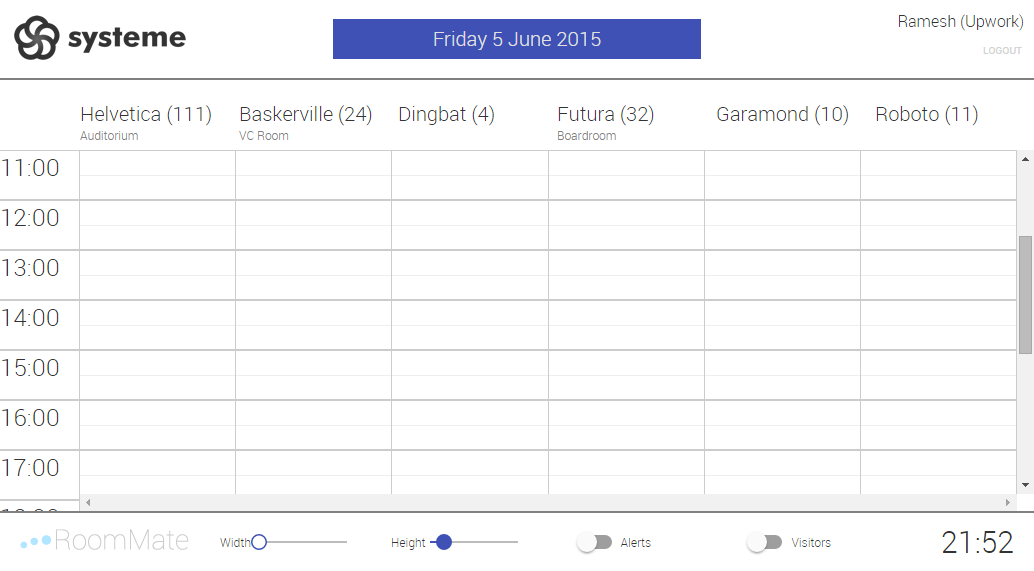 systeme
Friday 5 June 2015
Ramesh (Upwork)
LOGOUT
Helvetica (111) Baskerville (24) Dingbat (4) Futura (32) Garamond (10) Roboto (11)
Auditorium VC Room Boardroom
11:00
12:00
13:00
14:00
15:00
16:00
17:00
RoomMate Width Height Alerts Visitors 21:52